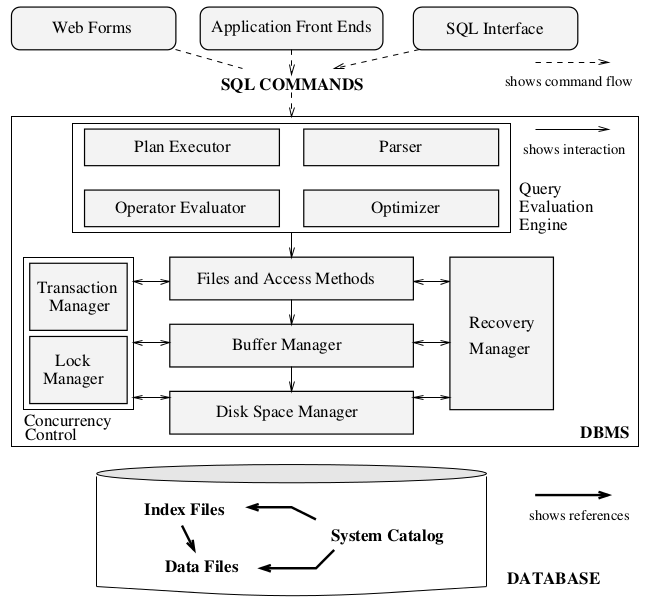 Web Forms
Application Front Ends
SQL Interface
SQL COMMANDS
shows command flow
shows interaction
Plan Executor
Parser
Operator Evaluator
Optimizer
Query
Evaluation
Engine
Files and Access Methods
Transaction
Manager
Lock
Manager
Buffer Manager
Recovery
Manager
Disk Space Manager
Concurrency
Control
DBMS
Index Files
System Catalog
Data Files
shows references
DATABASE